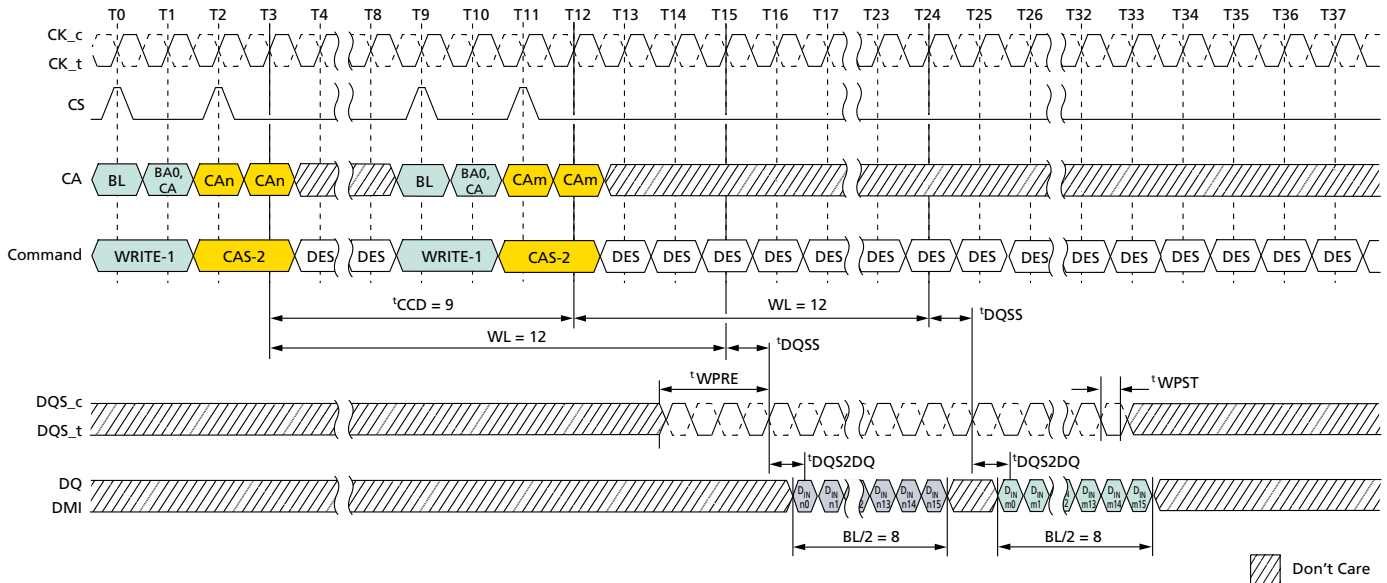 T0 T1 T2 T3 T4 T8 T9 T10 T11 T12 T13 T14 T15 T16 T17 T23 T24 T25 T26 T32 T33 T34 T35 T36 T37
CK_c
CK_t
CS
CA BL BA0, CA CAn CAn BL BA0, CA CAm CAm
Command WRITE-1 CAS-2 DES DES WRITE-1 CAS-2 DES DES DES DES DES DES DES DES DES DES DES DES DES DES DES
tCCD = 9 WL = 12 tDQSS
WL = 12 tDQSS
tWPRE tWPST
DQS_c
DQS_t
tDQS2DQ tDQS2DQ
DQ
DMI
DIN n0 DIN n1 DIN n13 DIN n14 DIN n15 DIN m0 DIN m1 DIN m13 DIN m14 DIN m15
BL/2 = 8 BL/2 = 8
Don't Care